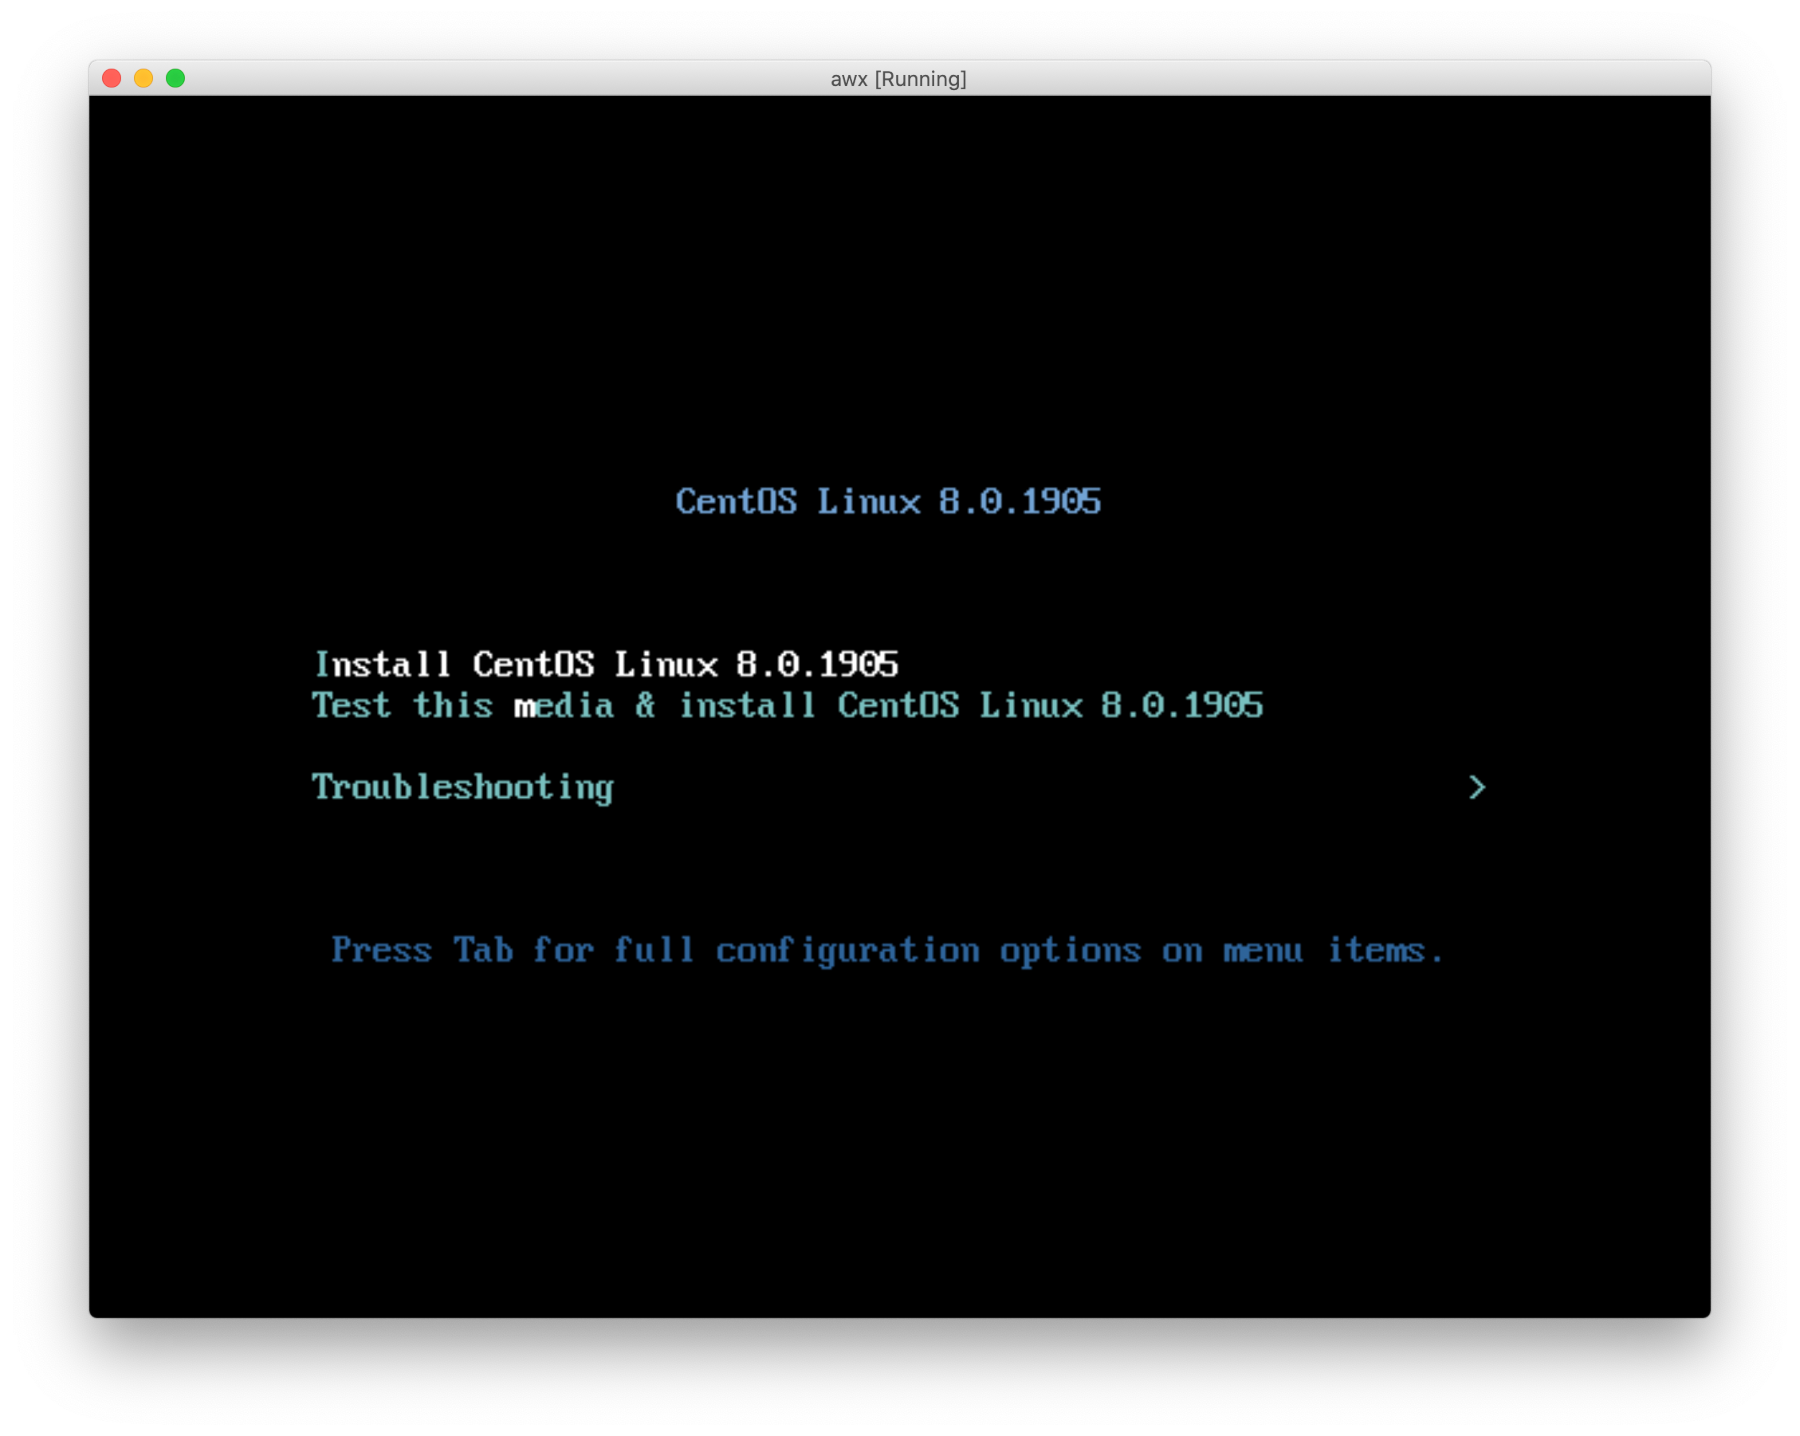 awx [Running]
CentOS Linux 8.0.1905
Install CentOS Linux 8.0.1905
Test this media & install CentOS Linux 8.0.1905
Troubleshooting >
Press Tab for full configuration options on menu items.